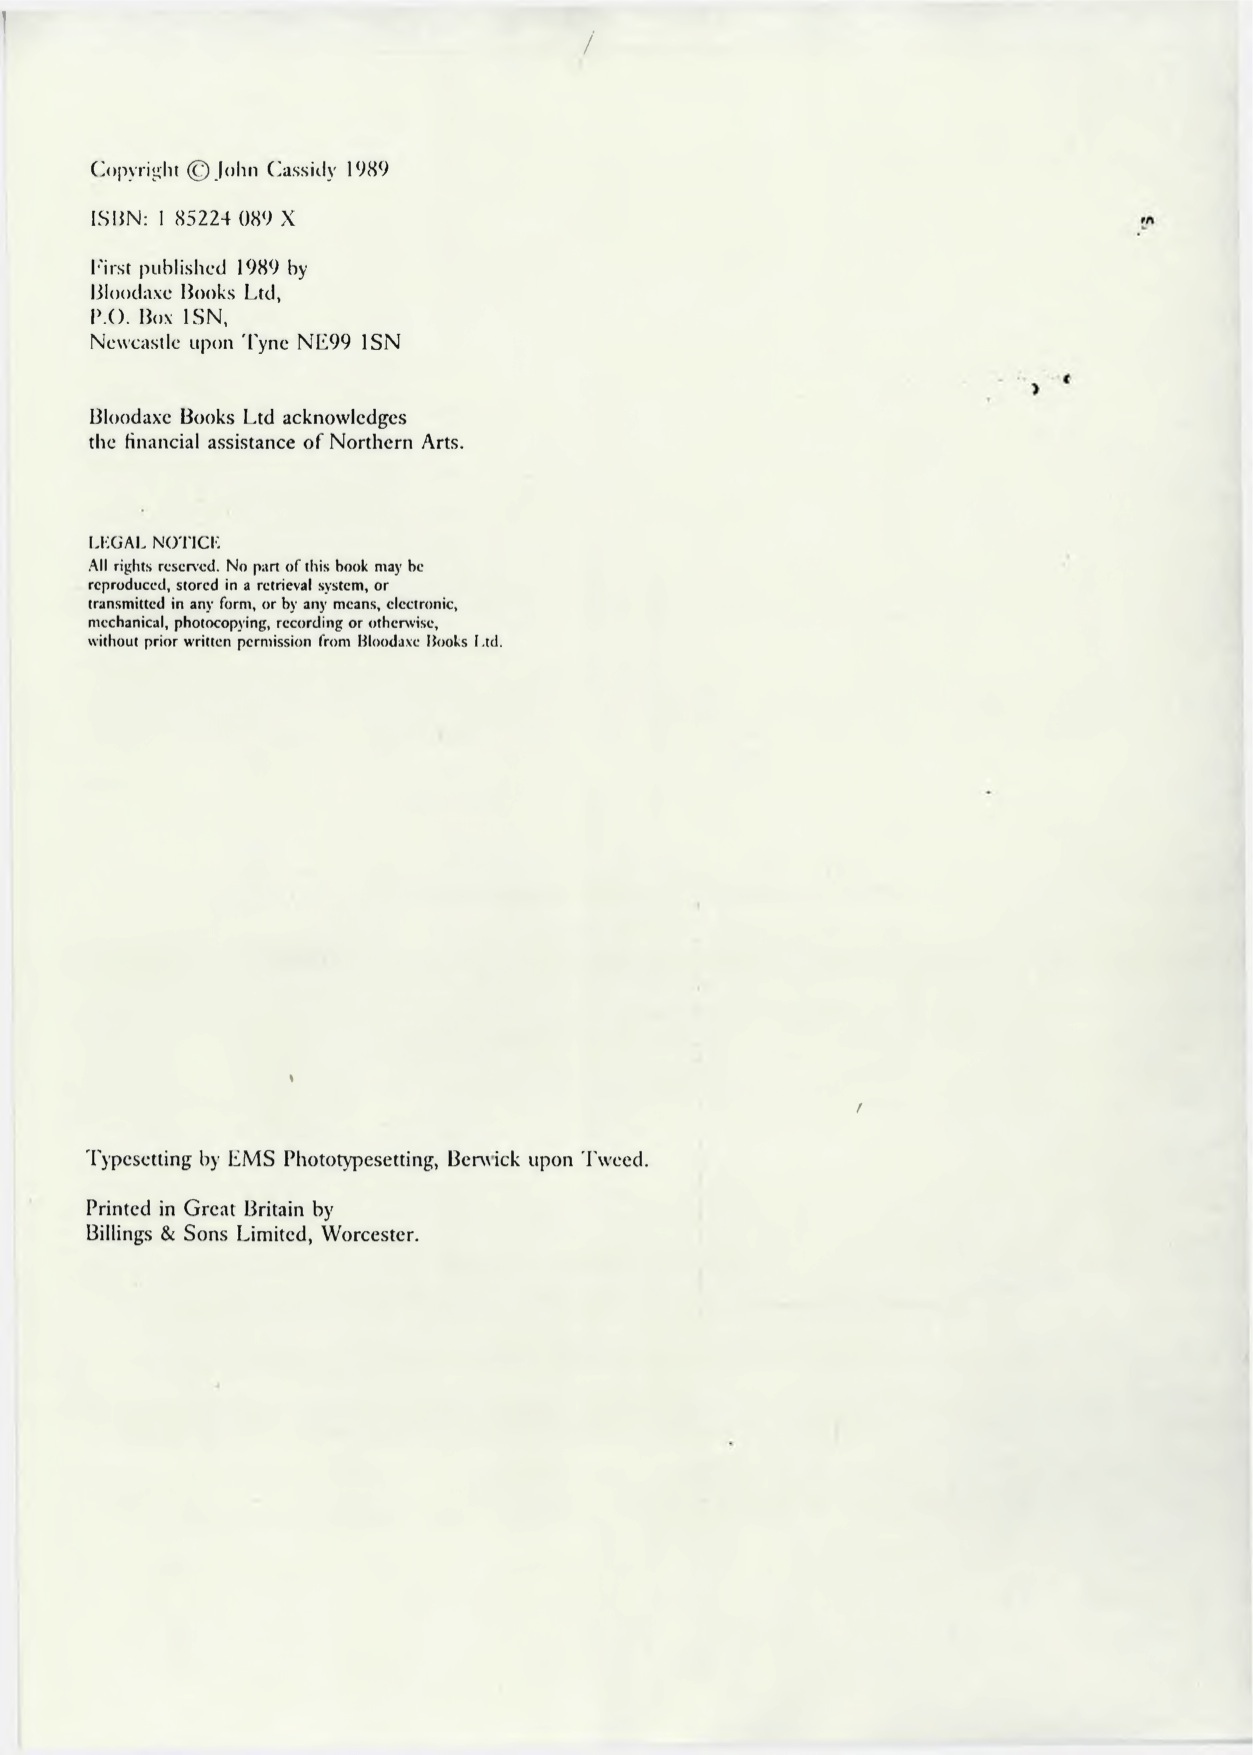 Copyright © John Cassidy 1989
ISBN: 1 85224 089 X
First published 1989 by
Bloodaxe Books Ltd,
P.O. Box 1SN,
Newcastle upon Tyne NE99 1SN
Bloodaxe Books Ltd acknowledges
the financial assistance of Northern Arts.
LEGAL NOTICE
All rights reserved. No part of this book may be
reproduced, stored in a retrieval system, or
transmitted in any form, or by any means, electronic,
mechanical, photocopying, recording or otherwise,
without prior written permission from Bloodaxe Books Ltd.
Typesetting by EMS Phototypesetting, Berwick upon Tweed.
Printed in Great Britain by
Billings & Sons Limited, Worcester.